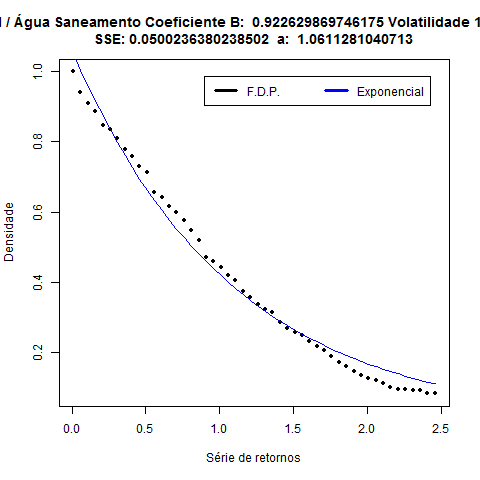 / Água Saneamento Coeficiente B: 0.922629869746175 Volatilidade 1
SSE: 0.0500236380238502 a: 1.0611281040713
F.D.P.
Exponencial
1.0
0.8
0.6
0.4
0.2
Densidade
0.0
0.5
1.0
1.5
2.0
2.5
Série de retornos